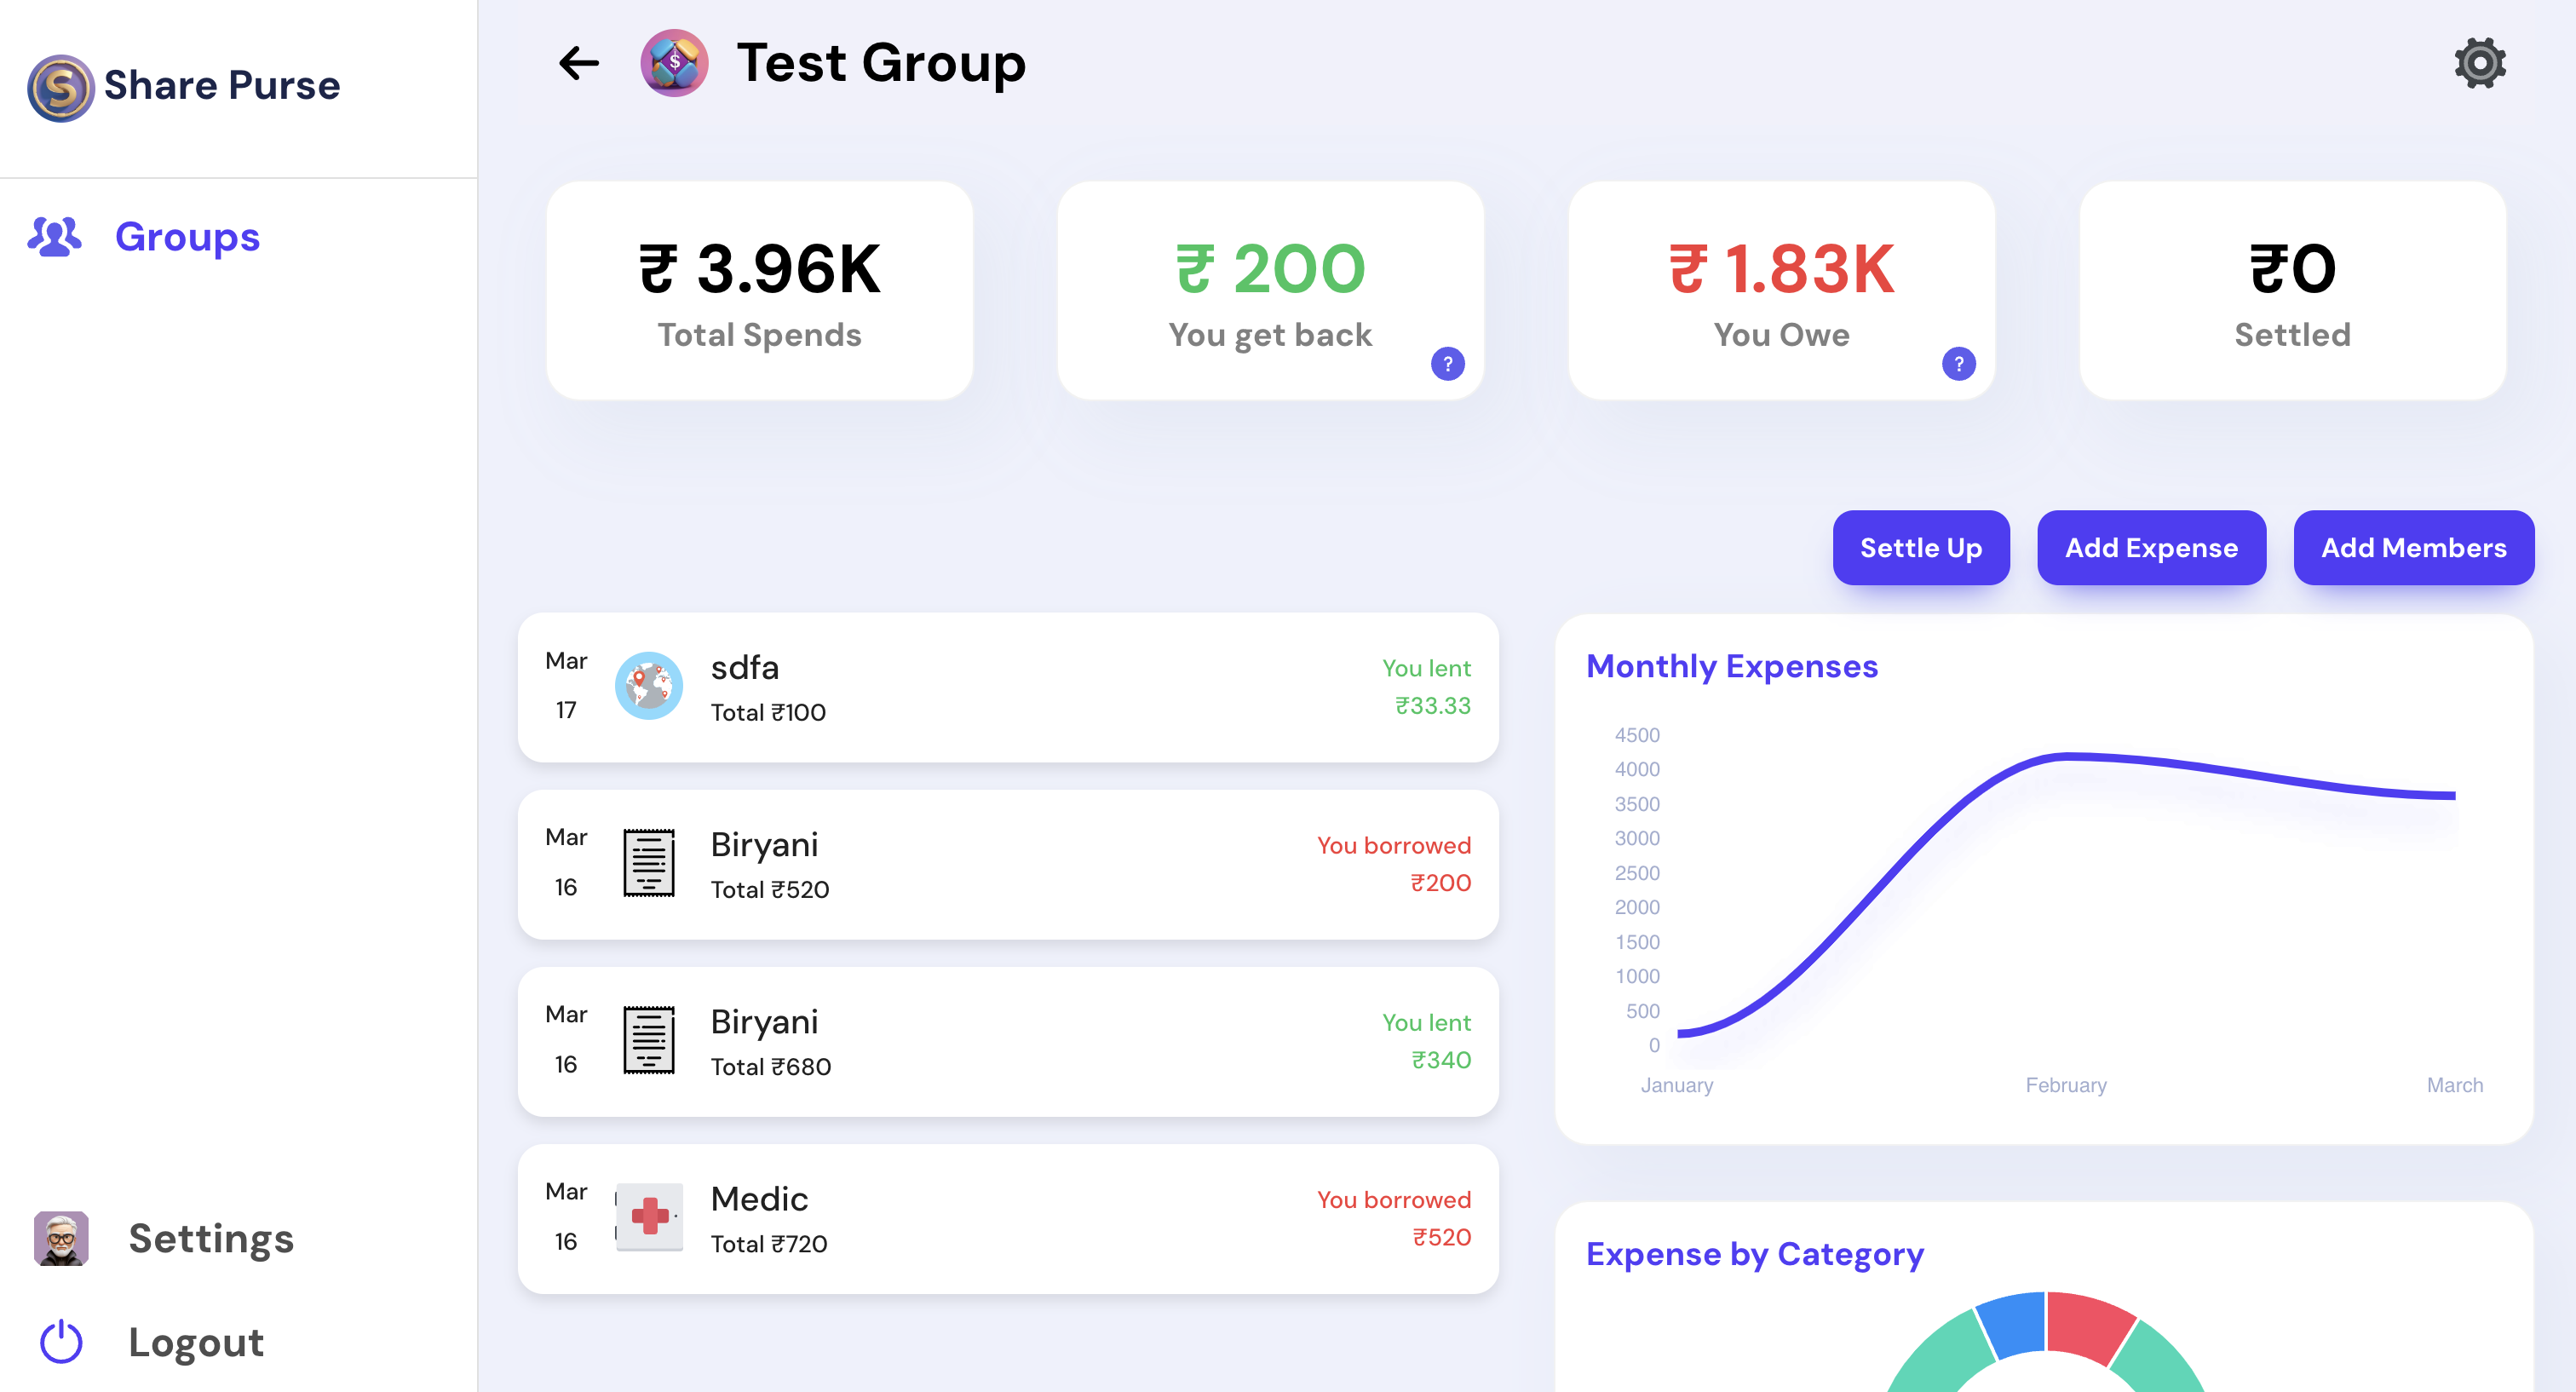 Share Purse
Groups
Settings
Logout
Test Group
₹ 3.96K
Total Spends
₹ 200
You get back
?
₹ 1.83K
You Owe
?
₹0
Settled
Settle Up
Add Expense
Add Members
Mar
17
sdfa
Total ₹100
You lent
₹33.33
Mar
16
Biryani
Total ₹520
You borrowed
₹200
Mar
16
Biryani
Total ₹680
You lent
₹340
Mar
16
Medic
Total ₹720
You borrowed
₹520
Monthly Expenses
4500
4000
3500
3000
2500
2000
1500
1000
500
0
January February March
Expense by Category